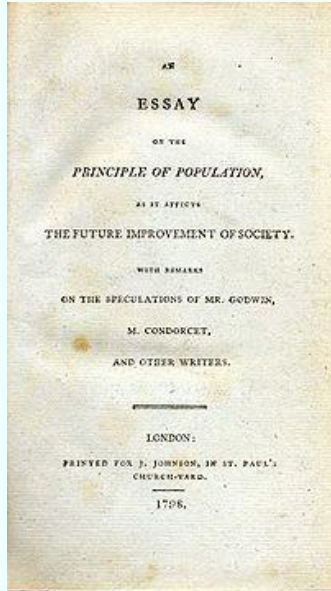 AN
ESSAY
ON THE
PRINCIPLE OF POPULATION,
AS IT AFFECTS
THE FUTURE IMPROVEMENT OF SOCIETY.
WITH REMARKS
ON THE SPECULATIONS OF MR. GODWIN,
M. CONDORCET,
AND OTHER WRITERS.
LONDON:
PRINTED FOR J. JOHNSON, IN ST. PAUL'S
CHURCH-YARD.
1798.